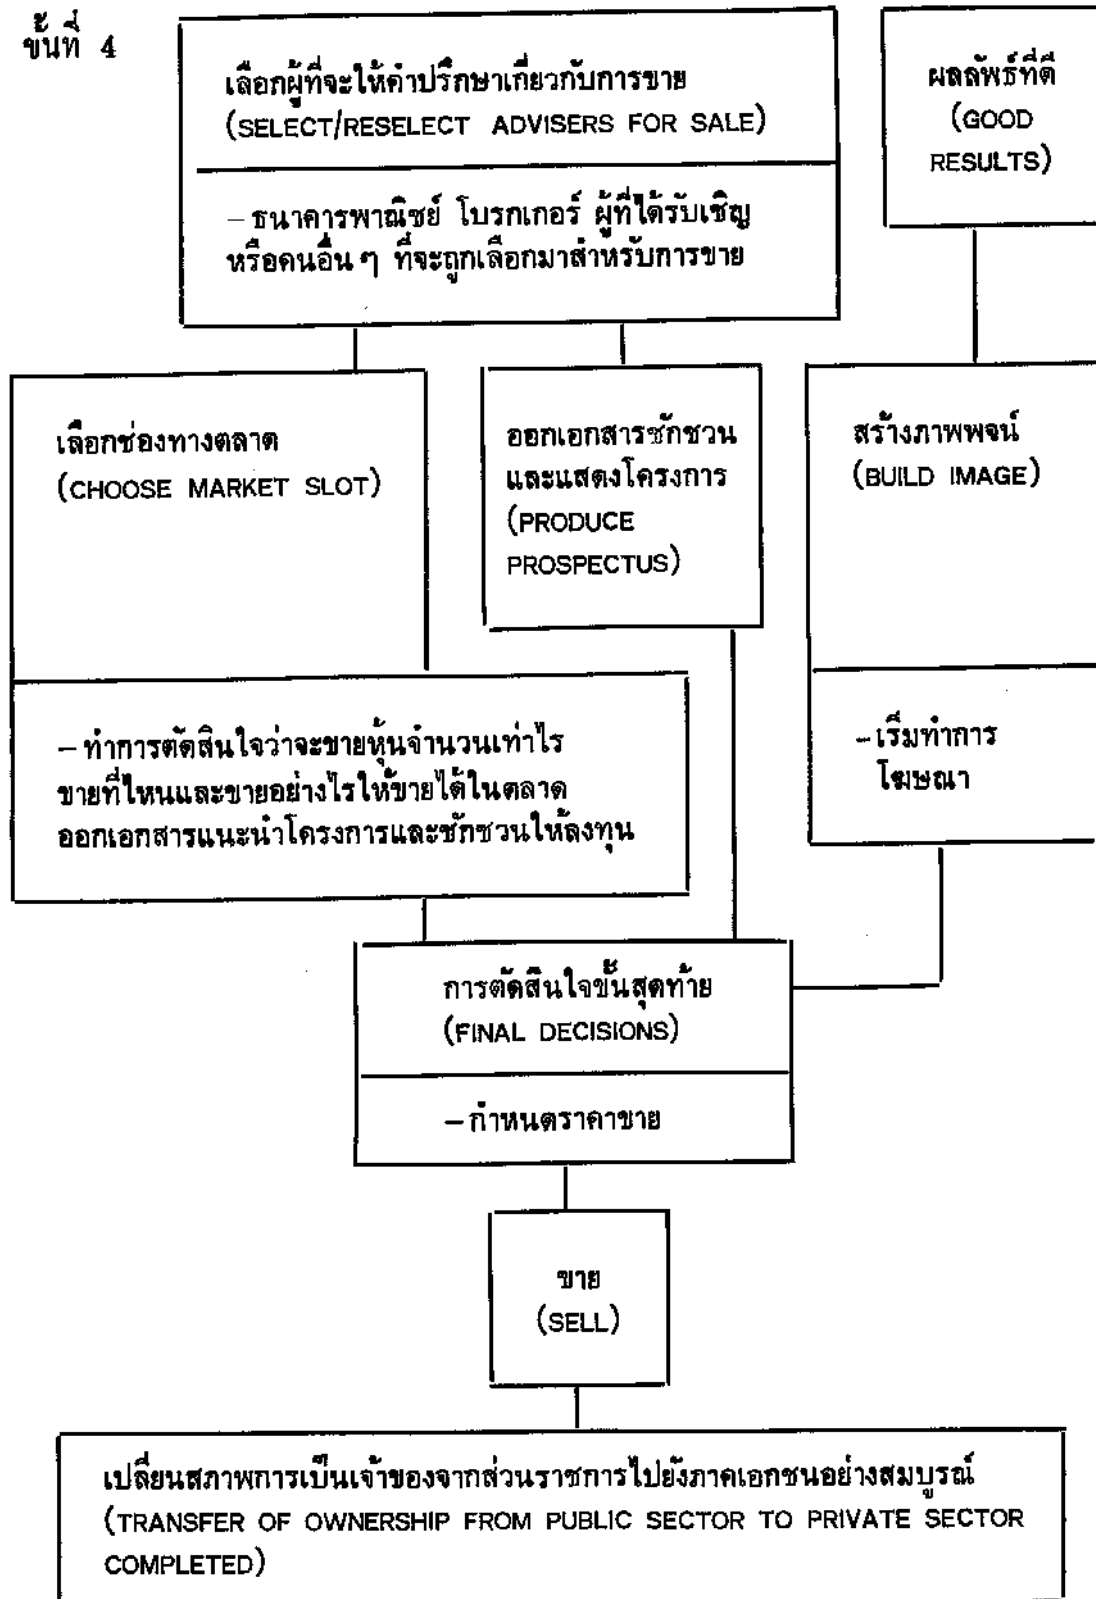 ขั้นที่ 4
เลือกผู้ที่จะให้คำปรึกษาเกี่ยวกับการขาย
(SELECT/RESELECT ADVISERS FOR SALE)
– ธนาคารพาณิชย์ โบรกเกอร์ ผู้ที่ได้รับเชิญ
หรือคนอื่น ๆ ที่จะถูกเลือกมาสำหรับการขาย
ผลลัพธ์ที่ดี
(GOOD
RESULTS)
เลือกช่องทางตลาด
(CHOOSE MARKET SLOT)
ออกเอกสารชักชวน
และแสดงโครงการ
(PRODUCE
PROSPECTUS)
สร้างภาพพจน์
(BUILD IMAGE)
– ทำการตัดสินใจว่าจะขายหุ้นจำนวนเท่าไร
ขายที่ไหนและขายอย่างไรให้ขายได้ในตลาด
ออกเอกสารแนะนำโครงการและชักชวนให้ลงทุน
– เริ่มทำการ
โฆษณา
การตัดสินใจขั้นสุดท้าย
(FINAL DECISIONS)
– กำหนดราคาขาย
ขาย
(SELL)
เปลี่ยนสภาพการเป็นเจ้าของจากส่วนราชการไปยังภาคเอกชนอย่างสมบูรณ์
(TRANSFER OF OWNERSHIP FROM PUBLIC SECTOR TO PRIVATE SECTOR
COMPLETED)